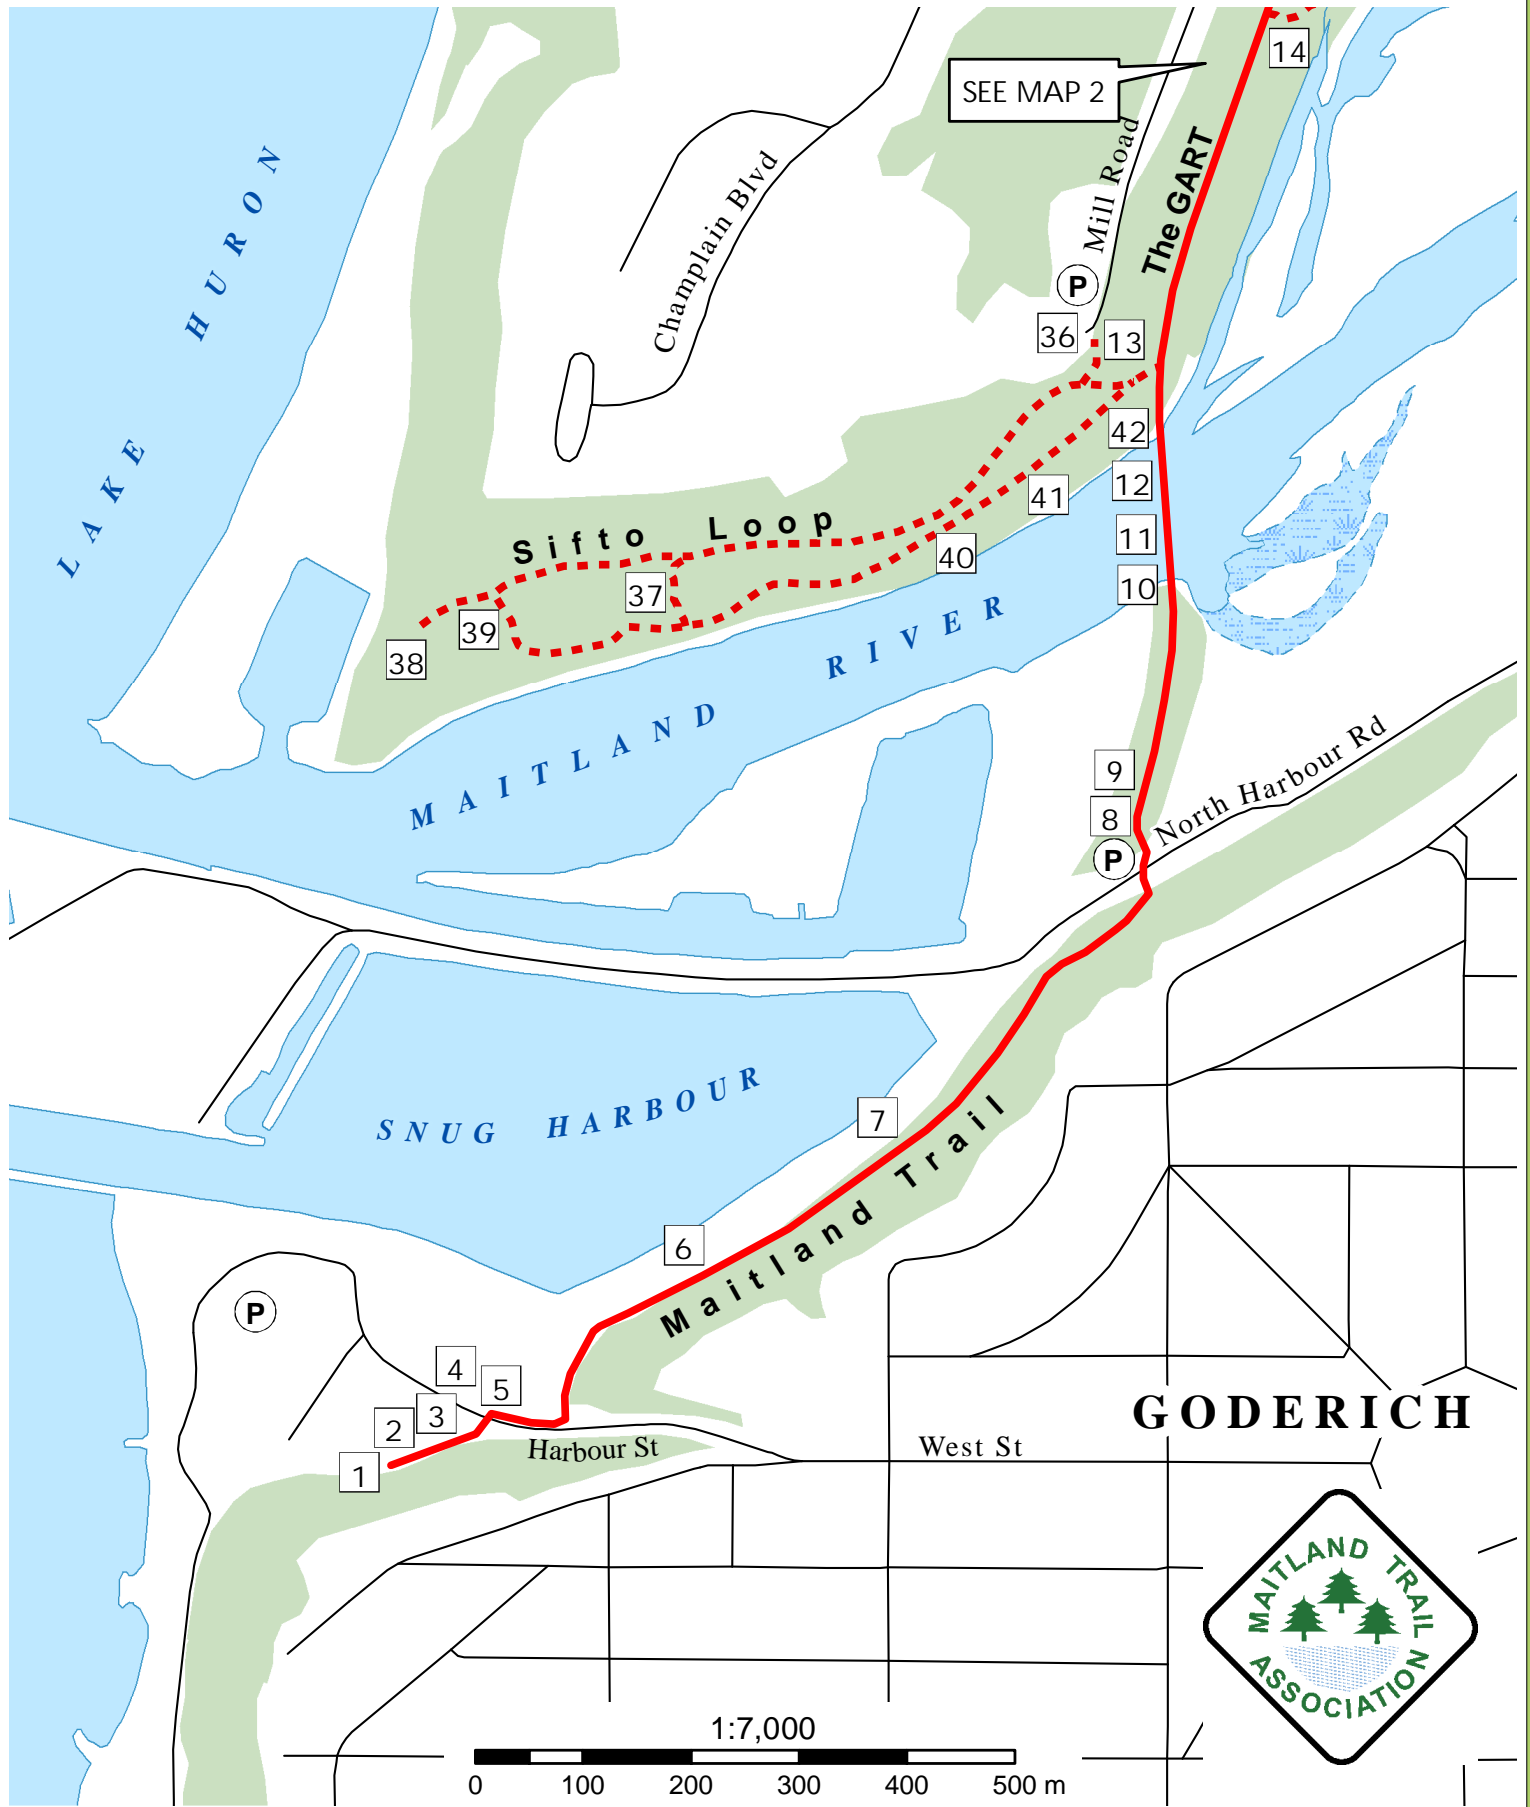 14
SEE MAP 2
LAKE HURON
Champlain Blvd
Mill Road
The GART
P
36
13
42
41
12
Sifto Loop
11
40
10
37
39
38
MAITLAND RIVER
9
8
P
North Harbour Rd
SNUG HARBOUR
7
Maitland Trail
6
P
4
5
3
2
1
Harbour St
West St
GODERICH
MAITLAND TRAIL
ASSOCIATION
1:7,000
0 100 200 300 400 500 m